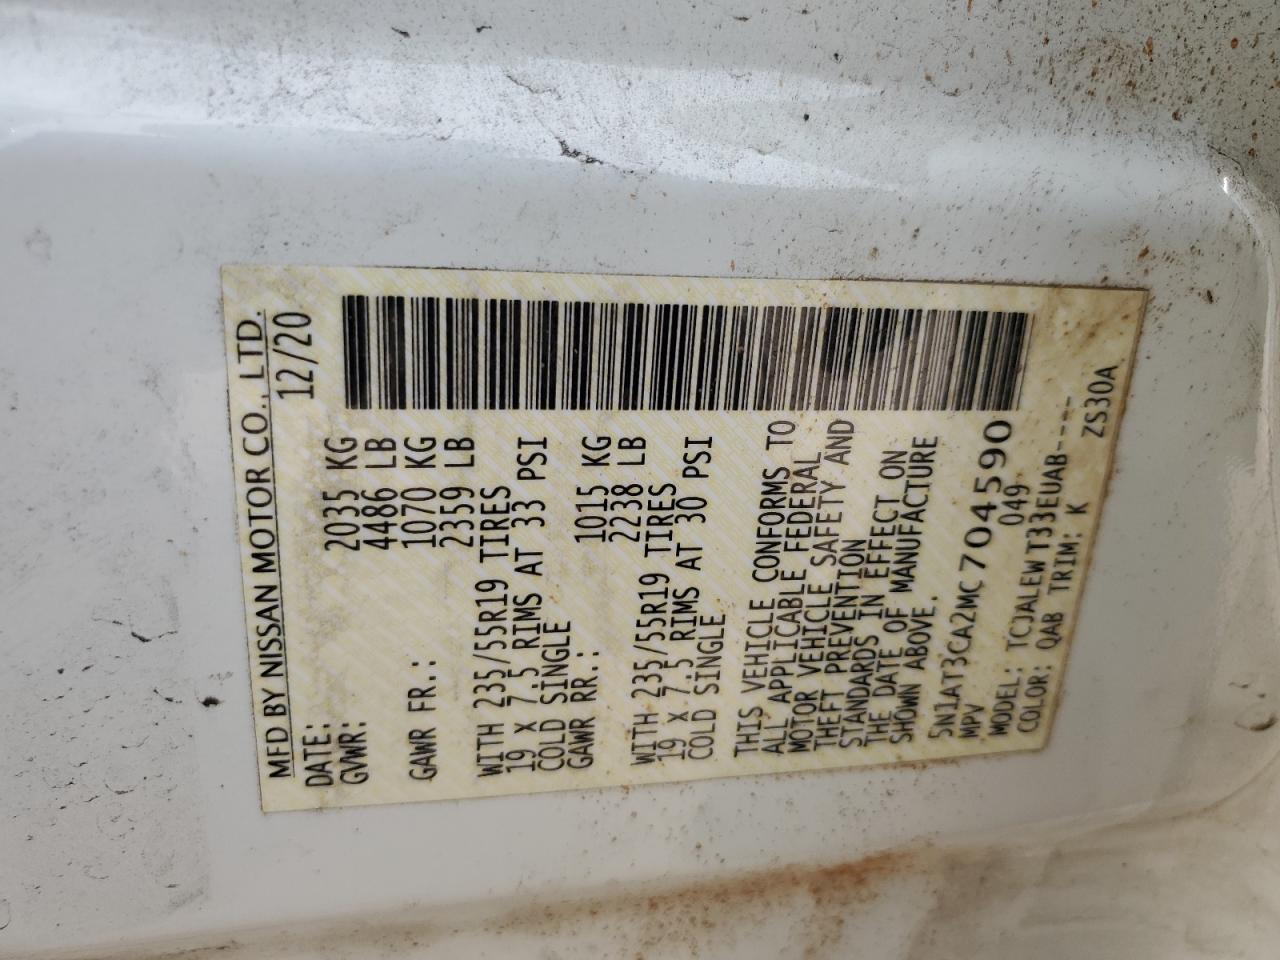 MFD BY NISSAN MOTOR CO., LTD.
DATE: 12/20
GVWR: 2035 KG
4486 LB
GAWR FR.: 1070 KG
2359 LB
WITH 235/55R19 TIRES
19 X 7.5 RIMS AT 33 PSI
COLD SINGLE
GAWR RR.: 1015 KG
2238 LB
WITH 235/55R19 TIRES
19 X 7.5 RIMS AT 30 PSI
COLD SINGLE
THIS VEHICLE CONFORMS TO
ALL APPLICABLE FEDERAL
MOTOR VEHICLE SAFETY AND
THEFT PREVENTION
STANDARDS IN EFFECT ON
THE DATE OF MANUFACTURE
SHOWN ABOVE.
5N1AT3CA2MC704590
MPV 049
MODEL: TCJALEWT33EUAB----
COLOR: QAB TRIM: K ZS30A